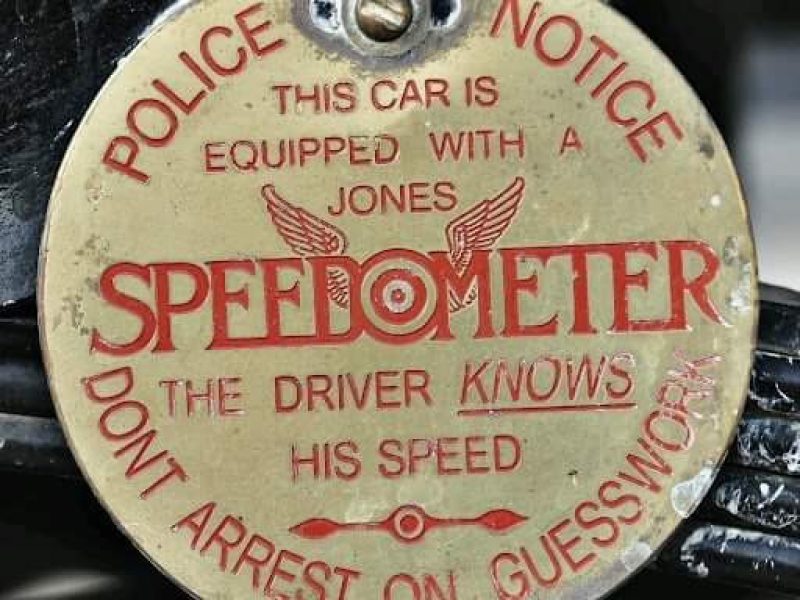 POLICE NOTICE
THIS CAR IS
EQUIPPED WITH A
JONES
SPEEDOMETER
THE DRIVER KNOWS
HIS SPEED
DONT ARREST ON GUESSWORK